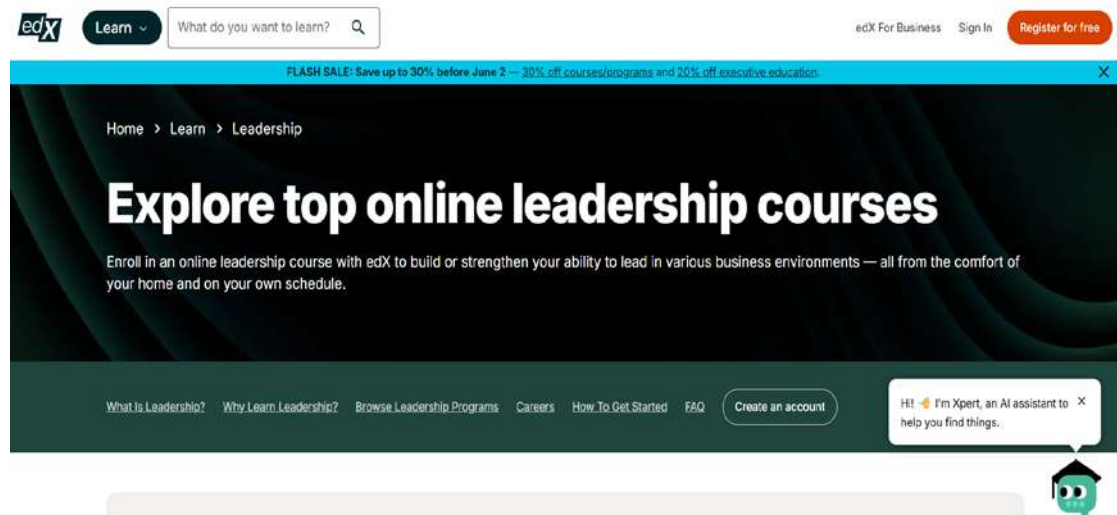 edX
Learn
What do you want to learn?
edX For Business
Sign In
Register for free
FLASH SALE: Save up to 30% before June 2 — 30% off courses/programs and 20% off executive education.
Home > Learn > Leadership
Explore top online leadership courses
Enroll in an online leadership course with edX to build or strengthen your ability to lead in various business environments — all from the comfort of
your home and on your own schedule.
What Is Leadership?
Why Learn Leadership?
Browse Leadership Programs
Careers
How To Get Started
FAQ
Create an account
Hi! 👋 I'm Xpert, an AI assistant to
help you find things.